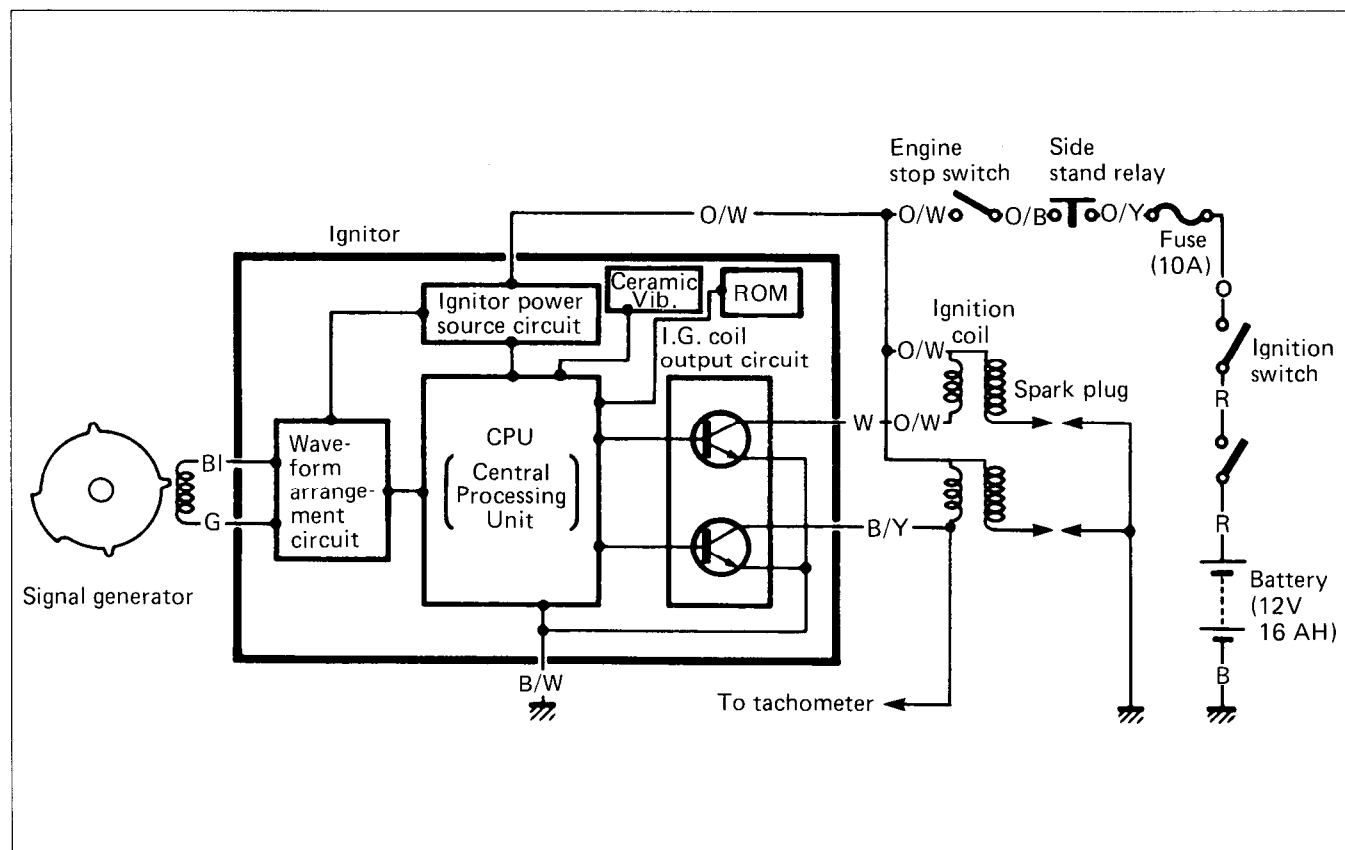 Engine
stop switch
Side
stand relay
O/W
O/W
O/B
O/Y
Fuse
(10A)
Ignitor
Ceramic
Vib.
ROM
Ignitor power
source circuit
I.G. coil
output circuit
O
Ignition
coil
O/W
Ignition
switch
Spark plug
R
W
O/W
Wave-
form
arrange-
ment
circuit
CPU
(Central
Processing
Unit)
Bl
G
R
B/Y
Signal generator
Battery
(12V
16 AH)
B
B/W
To tachometer